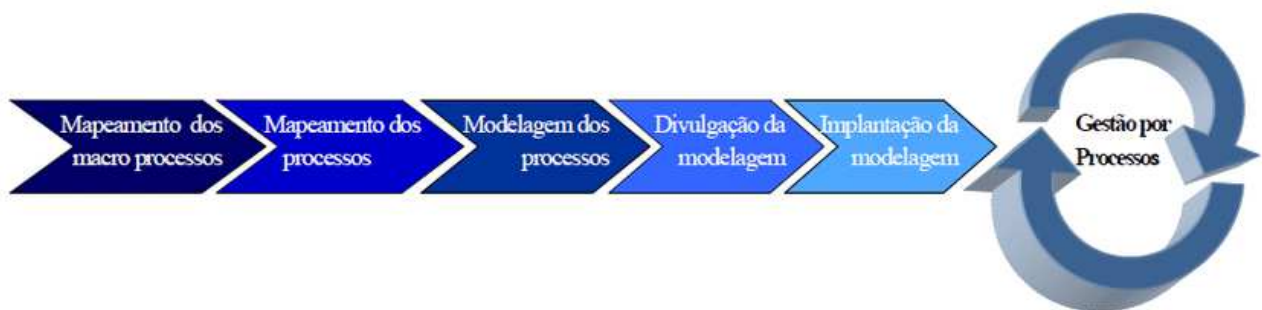 Mapeamento dos
macro processos
Mapeamento dos
processos
Modelagem dos
processos
Divulgação da
modelagem
Implantação da
modelagem
Gestão por
Processos